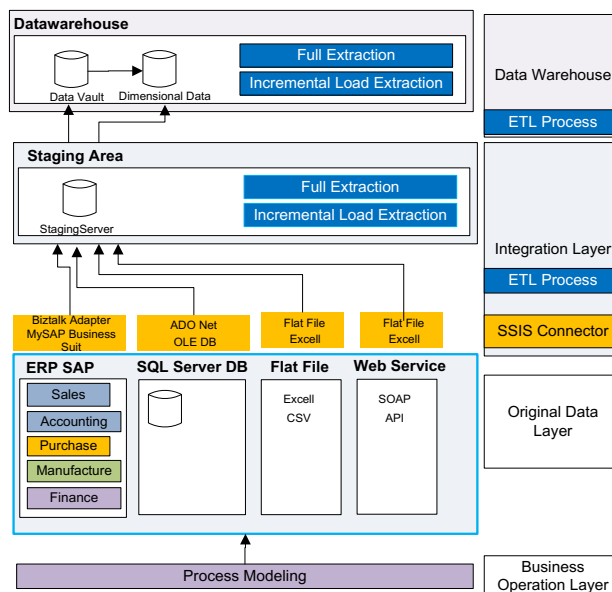 Datawarehouse
Full Extraction
Incremental Load Extraction
Data Vault
Dimensional Data
Data Warehouse
ETL Process
Staging Area
Full Extraction
Incremental Load Extraction
StagingServer
Integration Layer
ETL Process
SSIS Connector
Biztalk Adapter
MySAP Business
Suit
ADO Net
OLE DB
Flat File
Excell
Flat File
Excell
ERP SAP
Sales
Accounting
Purchase
Manufacture
Finance
SQL Server DB
Flat File
Excell
CSV
Web Service
SOAP
API
Original Data
Layer
Process Modeling
Business
Operation Layer